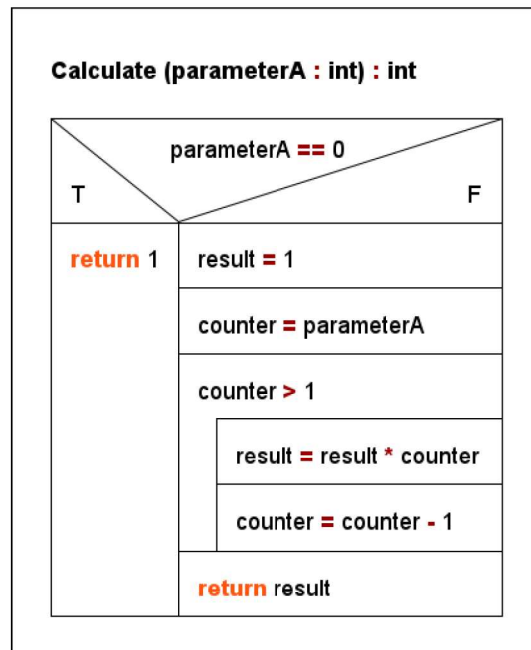 Calculate (parameterA : int) : int
parameterA == 0
T
F
return 1
result = 1
counter = parameterA
counter > 1
result = result * counter
counter = counter - 1
return result